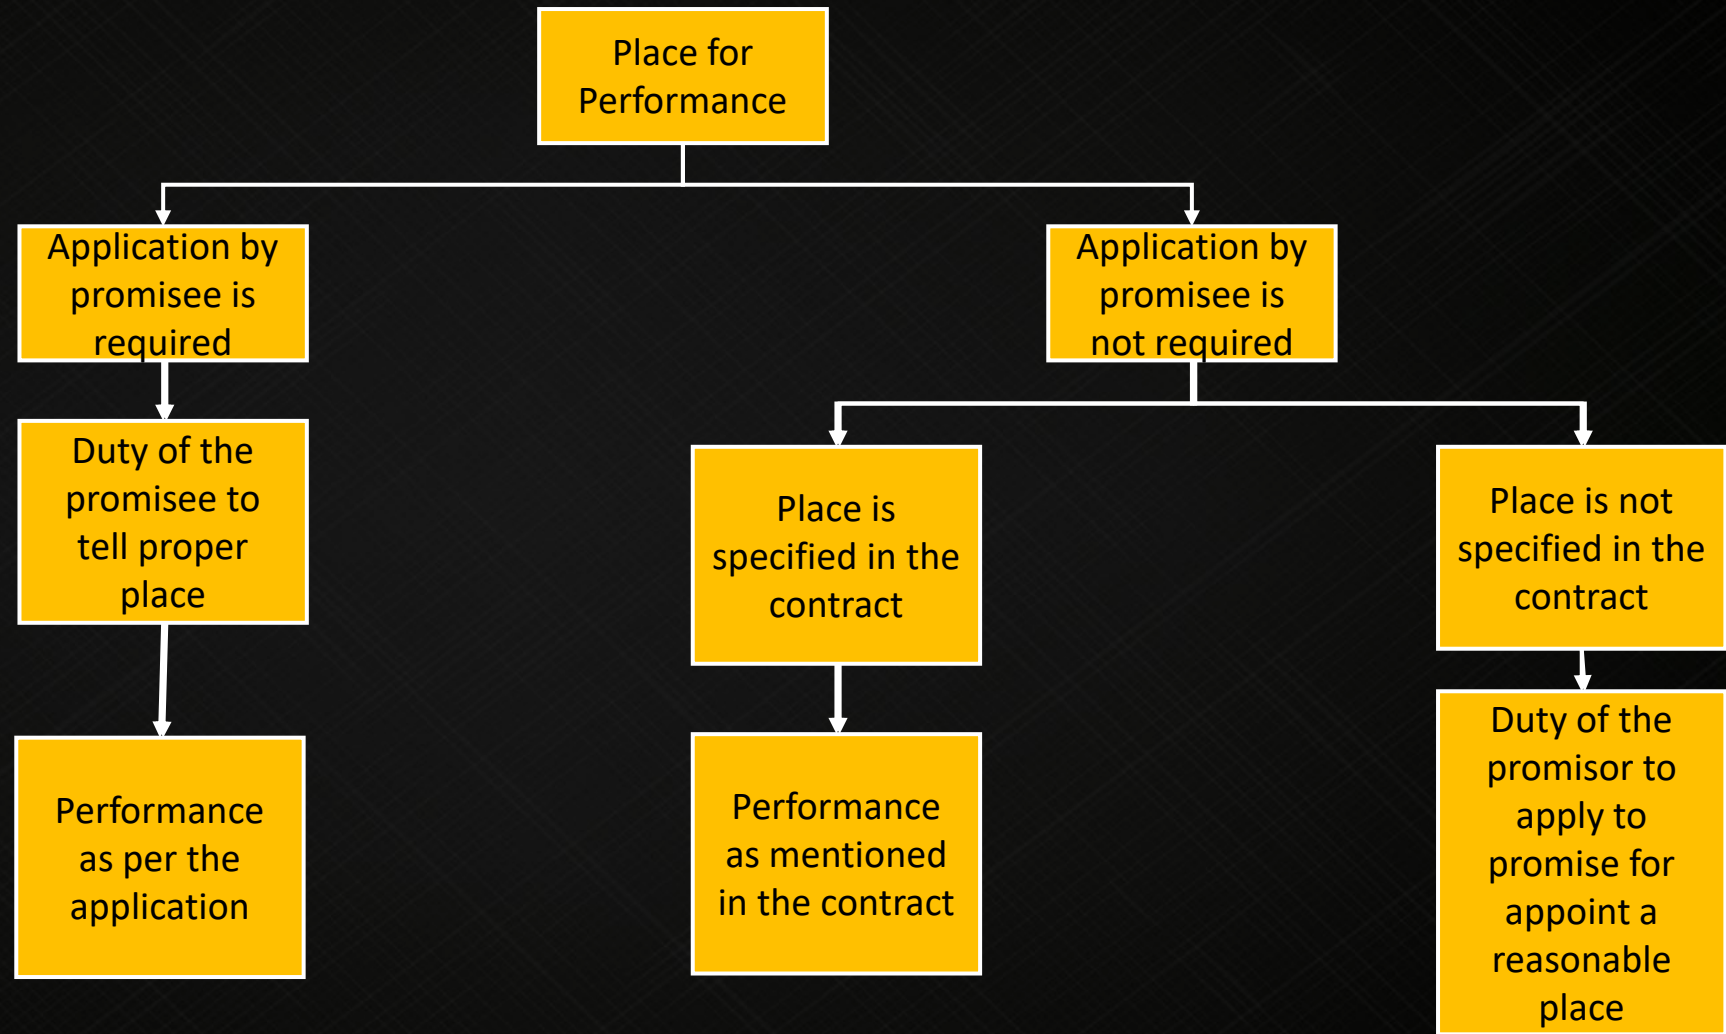 Place for
Performance
Application by
promisee is
required
Application by
promisee is
not required
Duty of the
promisee to
tell proper
place
Place is
specified in the
contract
Place is not
specified in the
contract
Performance
as per the
application
Performance
as mentioned
in the contract
Duty of the
promisor to
apply to
promise for
appoint a
reasonable
place